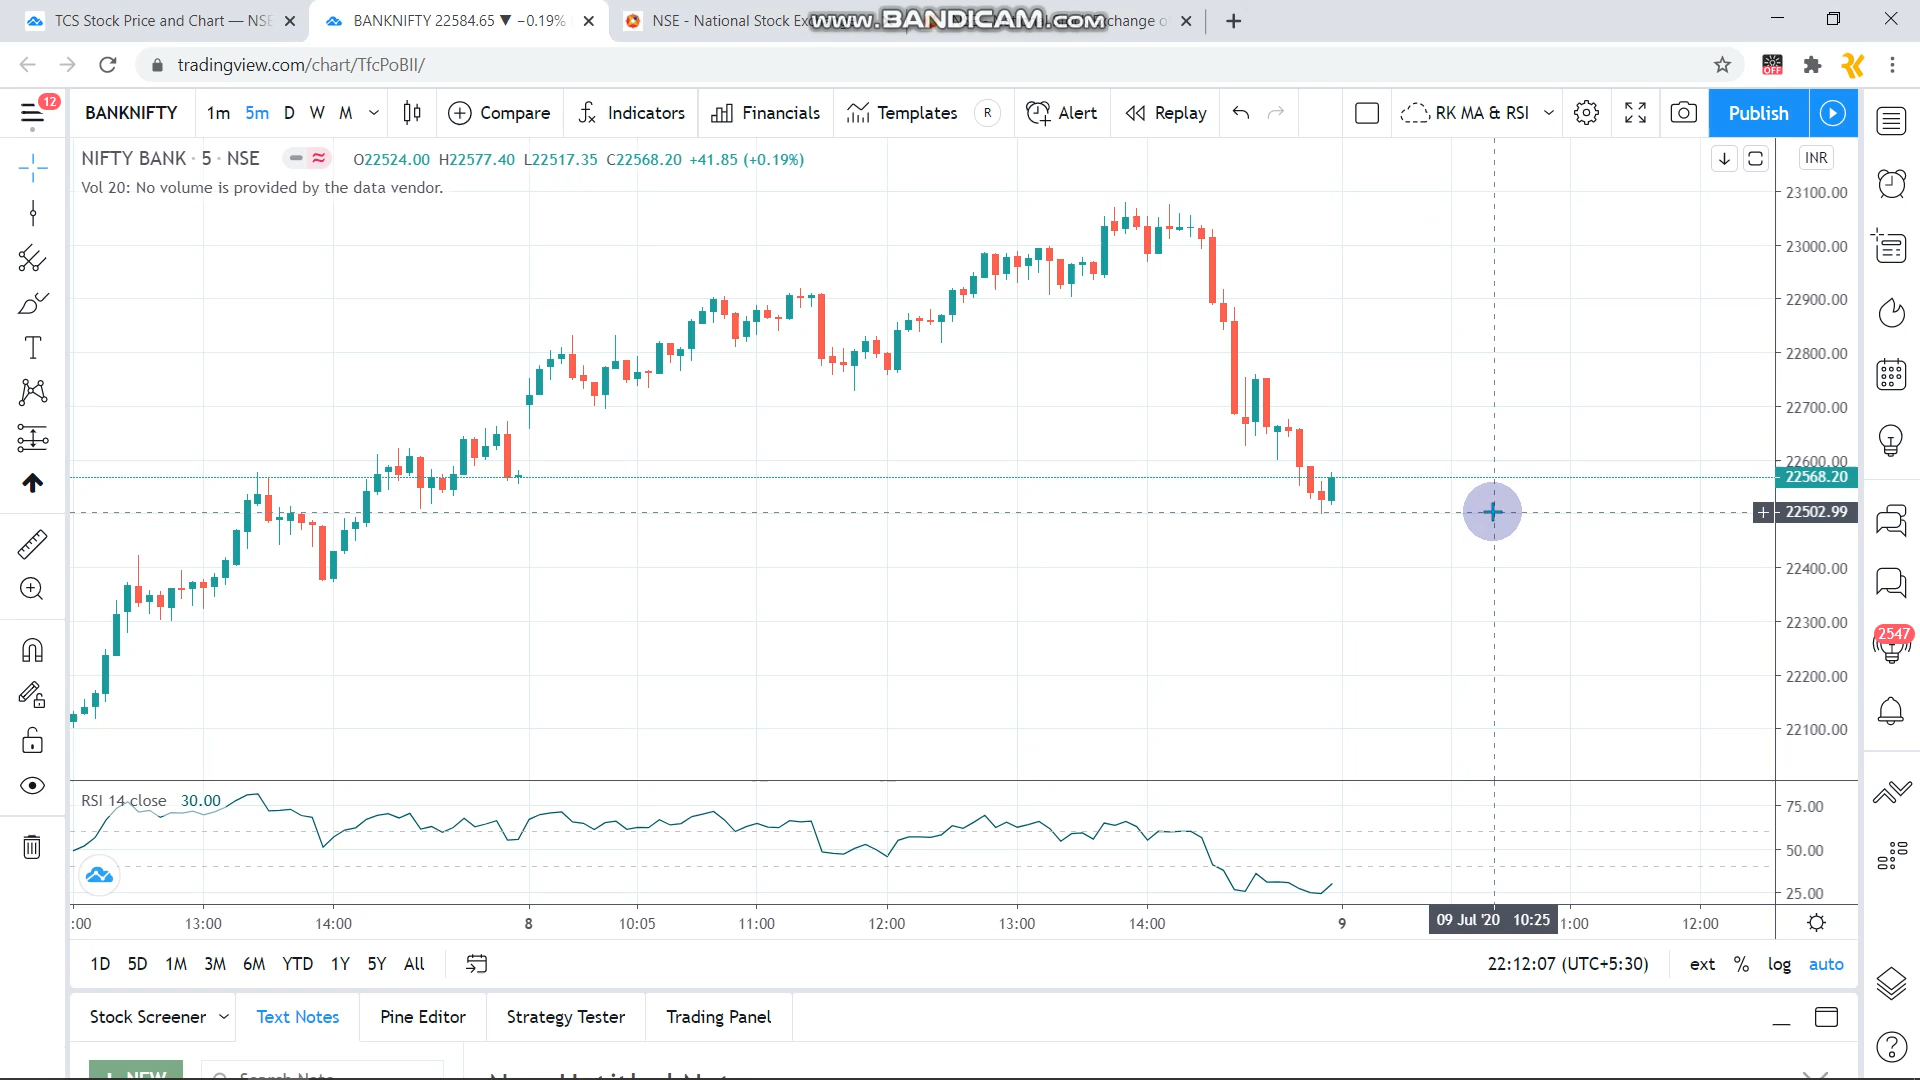 TCS Stock Price and Chart — NSE
BANKNIFTY 22584.65 ▼ −0.19%
NSE - National Stock Ex
www.BANDICAM.com
change o
tradingview.com/chart/TfcPoBII/
OFF
12
BANKNIFTY
1m 5m D W M
Compare
Indicators
Financials
Templates
R
Alert
Replay
RK MA & RSI
Publish
NIFTY BANK · 5 · NSE
O22524.00 H22577.40 L22517.35 C22568.20 +41.85 (+0.19%)
INR
Vol 20: No volume is provided by the data vendor.
23100.00
23000.00
22900.00
22800.00
22700.00
22600.00
22568.20
22502.99
22400.00
22300.00
22200.00
22100.00
2547
RSI 14 close 30.00
75.00
50.00
25.00
:00 13:00 14:00 8 10:05 11:00 12:00 13:00 14:00 9 09 Jul '20 10:25 1:00 12:00
1D 5D 1M 3M 6M YTD 1Y 5Y All
22:12:07 (UTC+5:30)
ext % log auto
Stock Screener
Text Notes
Pine Editor
Strategy Tester
Trading Panel
NEW
Search Note